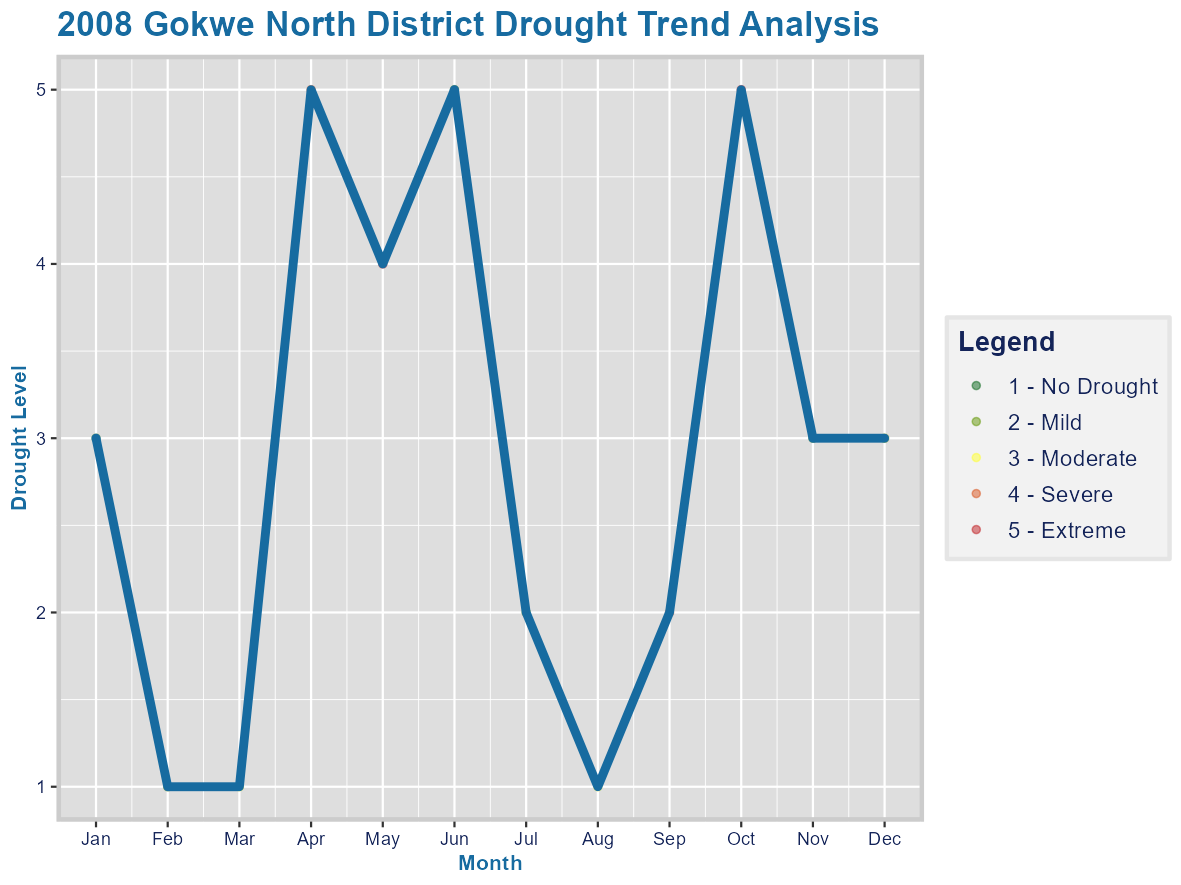 2008 Gokwe North District Drought Trend Analysis
Drought Level
5
4
3
2
1
Jan Feb Mar Apr May Jun Jul Aug Sep Oct Nov Dec
Month
Legend
1 - No Drought
2 - Mild
3 - Moderate
4 - Severe
5 - Extreme